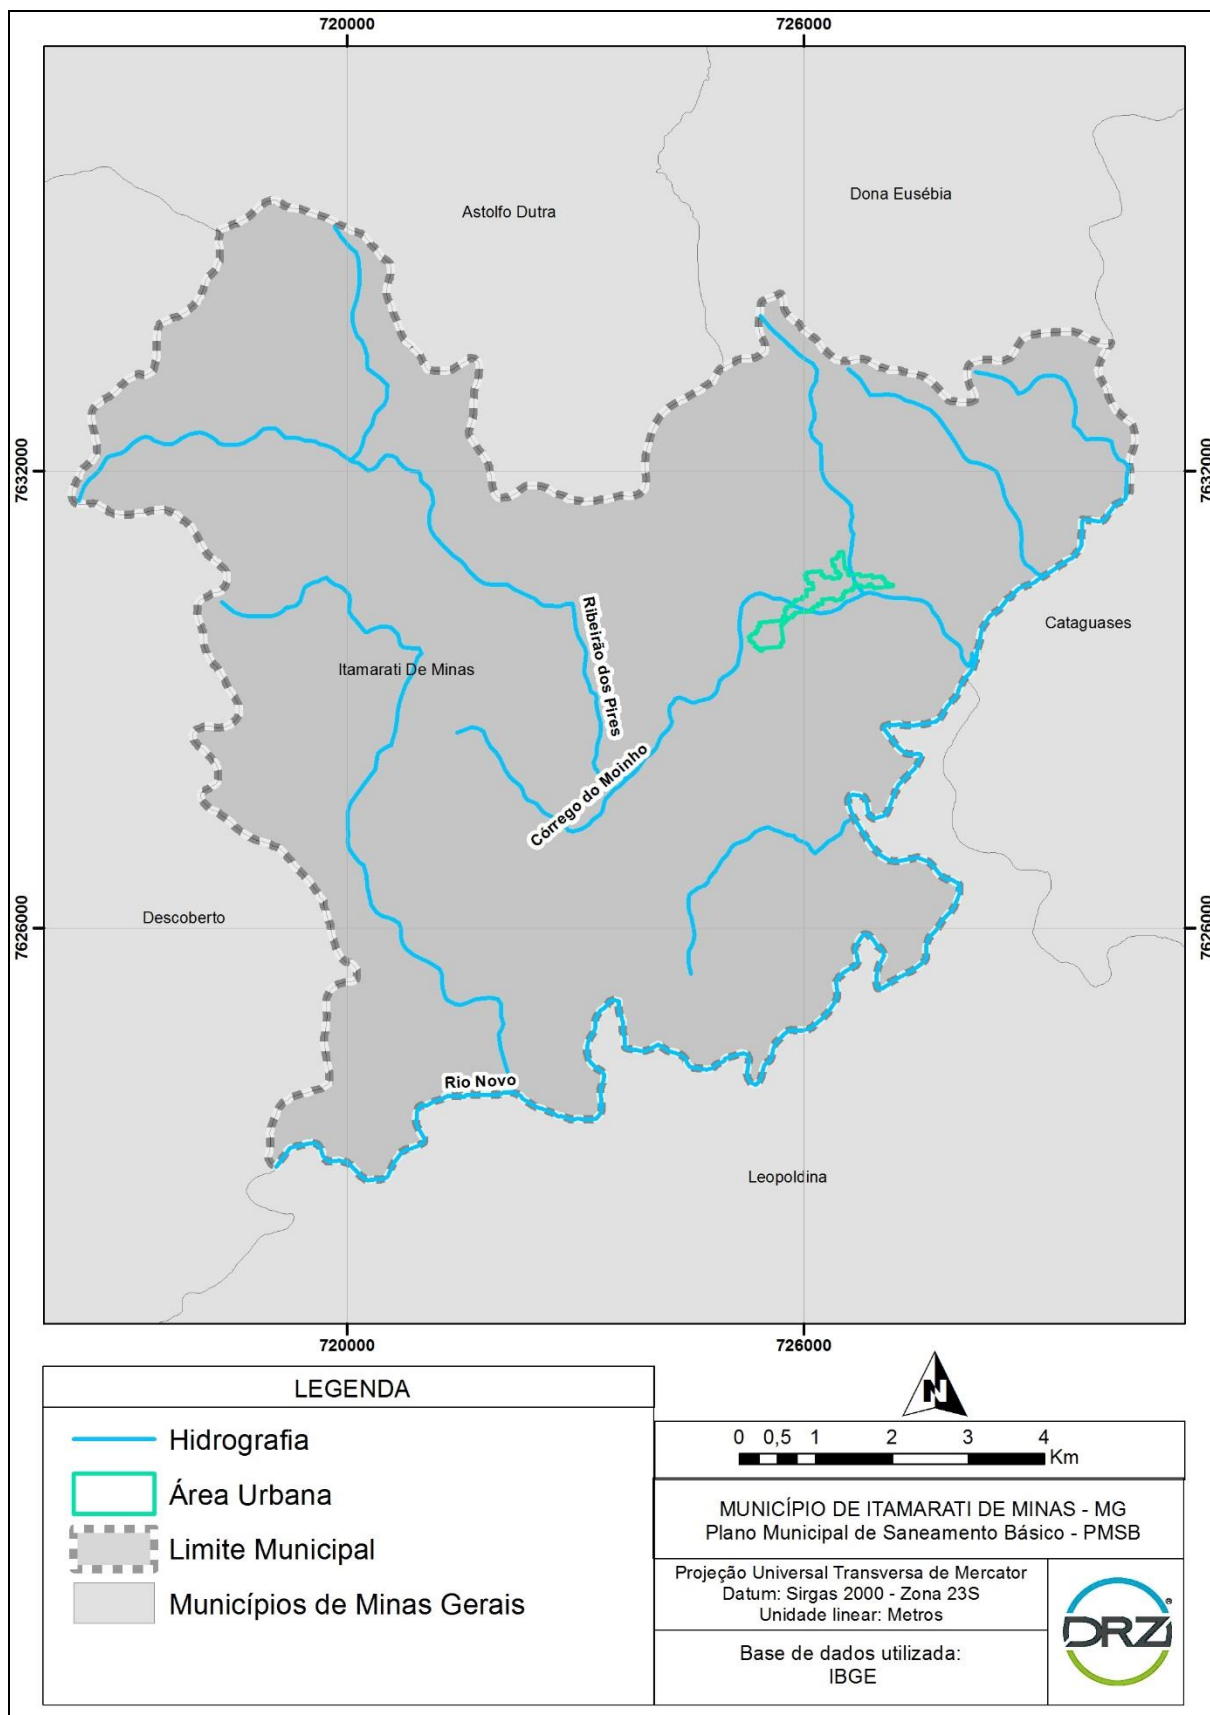 720000
726000
Dona Eusébia
Astolfo Dutra
7632000
7632000
Ribeirão dos Pires
Cataguases
Itamarati De Minas
Córrego do Moinho
Descoberto
7626000
7626000
Rio Novo
Leopoldina
720000
726000
LEGENDA
Hidrografia
Área Urbana
Limite Municipal
Municípios de Minas Gerais
N
0 0,5 1 2 3 4
Km
MUNICÍPIO DE ITAMARATI DE MINAS - MG
Plano Municipal de Saneamento Básico - PMSB
Projeção Universal Transversa de Mercator
Datum: Sirgas 2000 - Zona 23S
Unidade linear: Metros
Base de dados utilizada:
IBGE
DRZ®